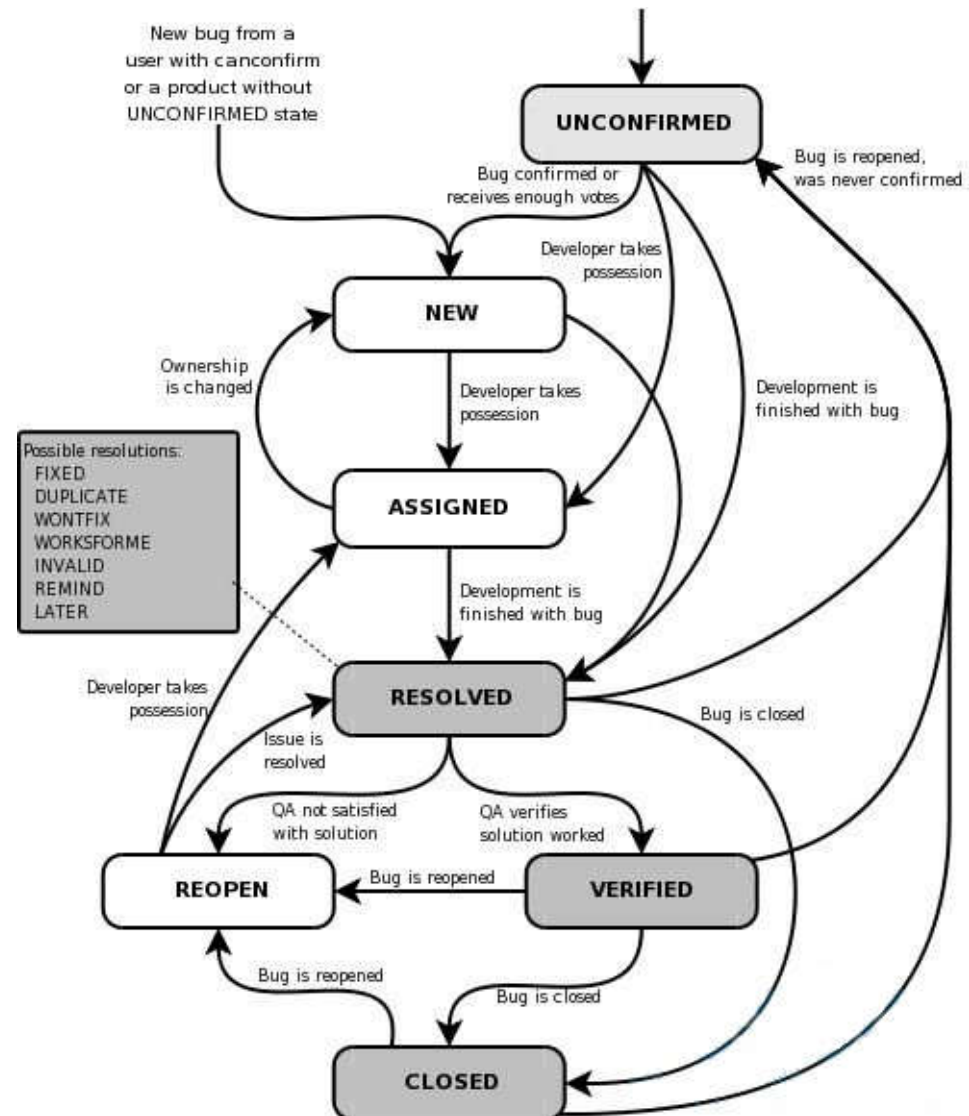 New bug from a
user with canconfirm
or a product without
UNCONFIRMED state
UNCONFIRMED
Bug is reopened,
was never confirmed
Bug confirmed or
receives enough votes
Developer takes
possession
NEW
Ownership
is changed
Developer takes
possession
Development is
finished with bug
Possible resolutions:
FIXED
DUPLICATE
WONTFIX
WORKSFORME
INVALID
REMIND
LATER
ASSIGNED
Development is
finished with bug
Developer takes
possession
RESOLVED
Bug is closed
Issue is
resolved
QA not satisfied
with solution
QA verifies
solution worked
REOPEN
Bug is reopened
VERIFIED
Bug is reopened
Bug is closed
CLOSED